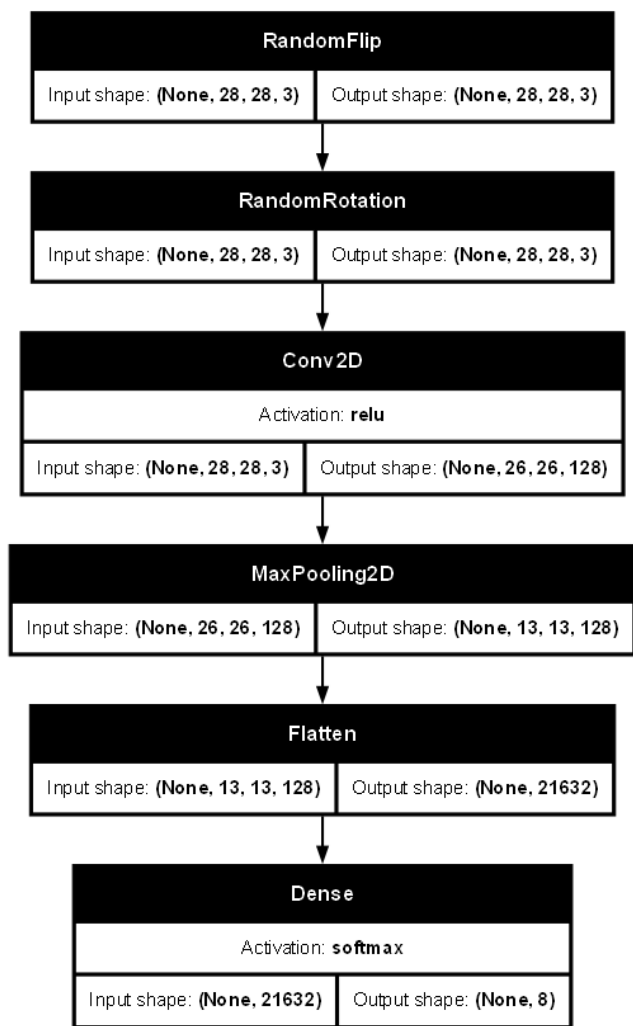 RandomFlip
Input shape: (None, 28, 28, 3) Output shape: (None, 28, 28, 3)
RandomRotation
Input shape: (None, 28, 28, 3) Output shape: (None, 28, 28, 3)
Conv2D
Activation: relu
Input shape: (None, 28, 28, 3) Output shape: (None, 26, 26, 128)
MaxPooling2D
Input shape: (None, 26, 26, 128) Output shape: (None, 13, 13, 128)
Flatten
Input shape: (None, 13, 13, 128) Output shape: (None, 21632)
Dense
Activation: softmax
Input shape: (None, 21632) Output shape: (None, 8)